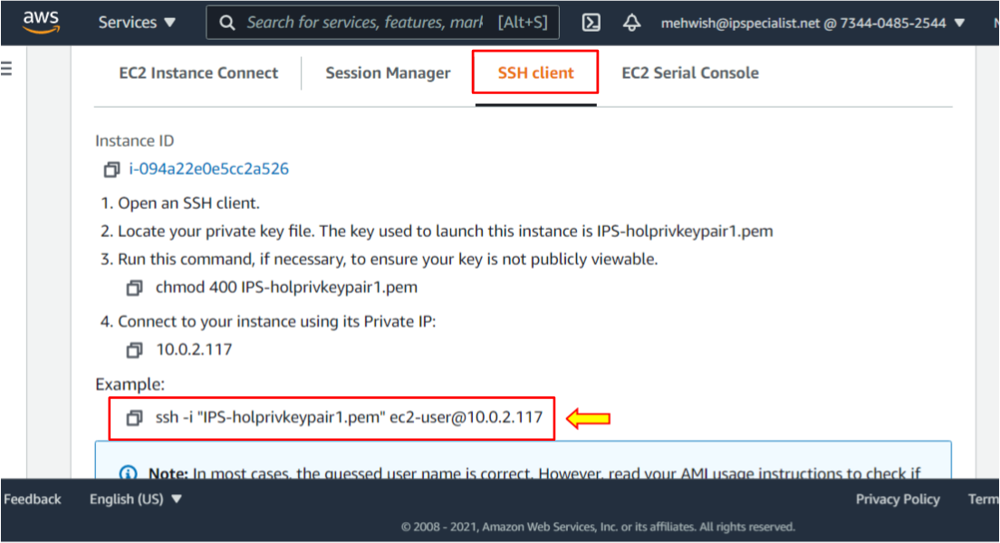 aws Services ▼ Search for services, features, mark [Alt+S] mehwish@ipspecialist.net @ 7344-0485-2544 ▼
EC2 Instance Connect Session Manager SSH client EC2 Serial Console
Instance ID
i-094a22e0e5cc2a526
1. Open an SSH client.
2. Locate your private key file. The key used to launch this instance is IPS-holprivkeypair1.pem
3. Run this command, if necessary, to ensure your key is not publicly viewable.
chmod 400 IPS-holprivkeypair1.pem
4. Connect to your instance using its Private IP:
10.0.2.117
Example:
ssh -i "IPS-holprivkeypair1.pem" ec2-user@10.0.2.117
Note: In most cases, the guessed user name is correct. However, read your AMI usage instructions to check if
Feedback English (US) ▼ Privacy Policy Term
© 2008 - 2021, Amazon Web Services, Inc. or its affiliates. All rights reserved.